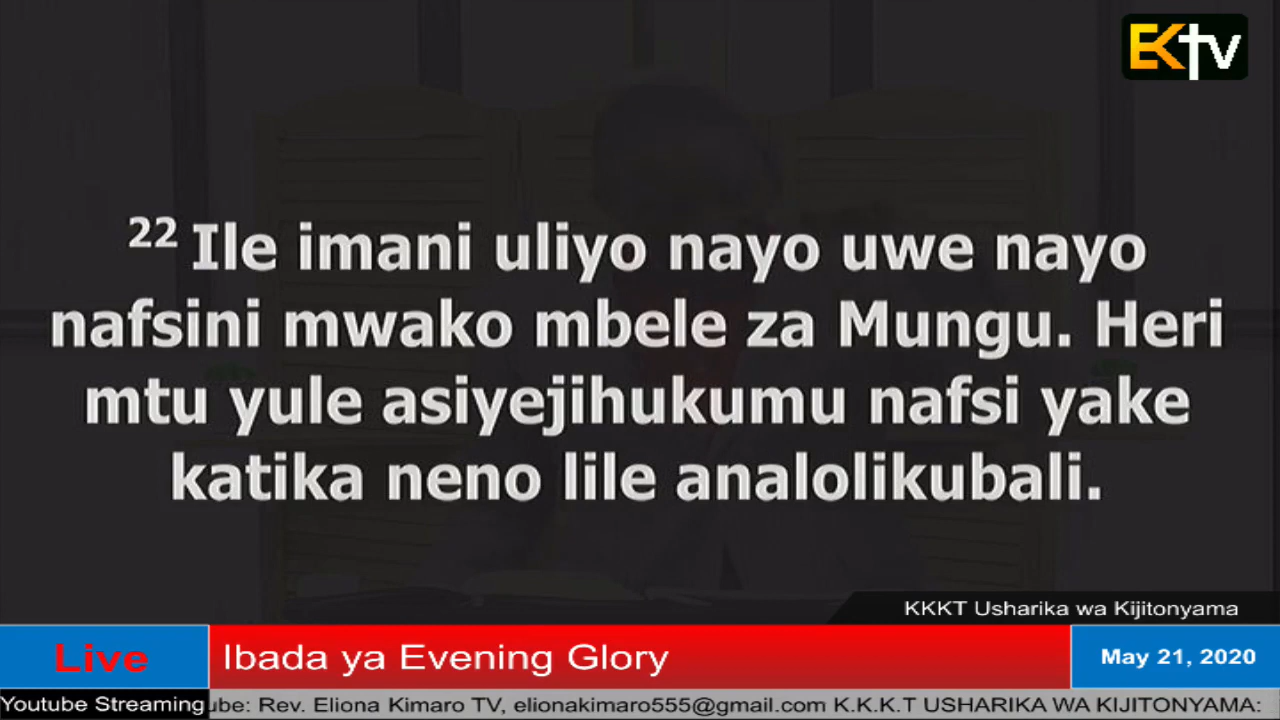 EKTV
22 Ile imani uliyo nayo uwe nayo
nafsini mwako mbele za Mungu. Heri
mtu yule asiyejihukumu nafsi yake
katika neno lile analolikubali.
KKKT Usharika wa Kijitonyama
Live
Ibada ya Evening Glory
May 21, 2020
Youtube Streaming
ube: Rev. Eliona Kimaro TV, elionakimaro555@gmail.com K.K.K.T USHARIKA WA KIJITONYAMA: